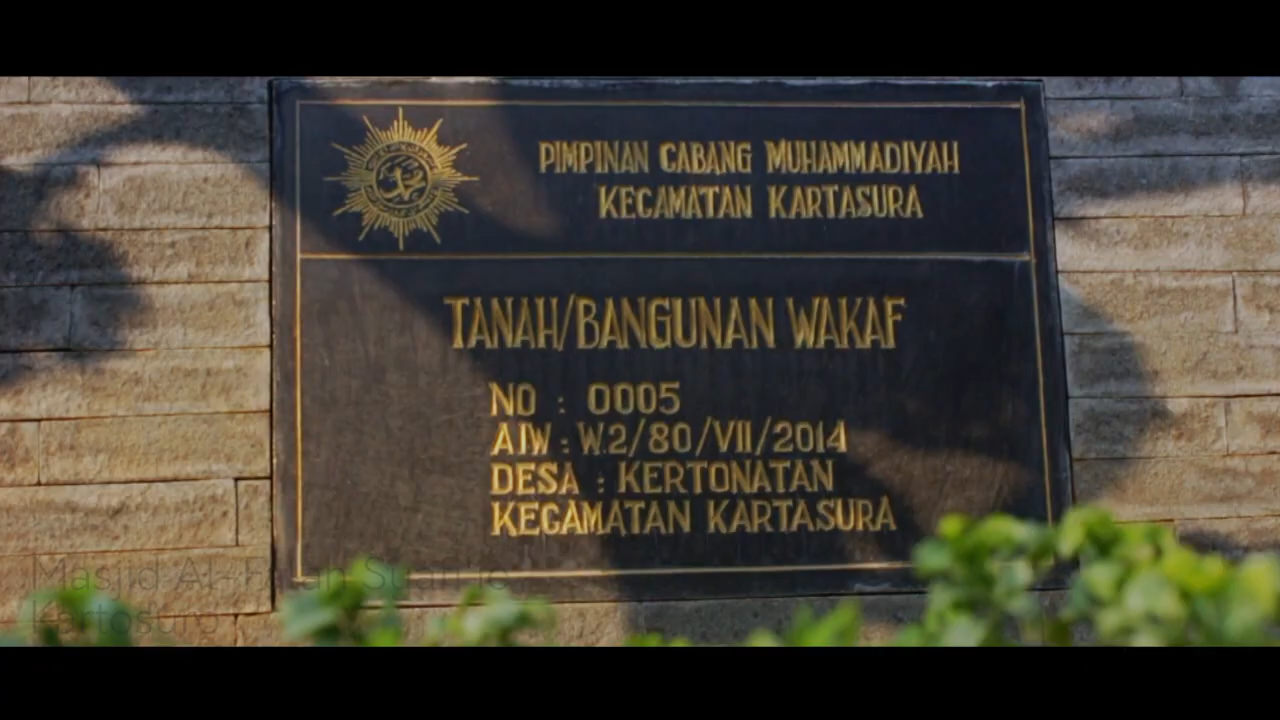 PIMPINAN CABANG MUHAMMADIYAH
KECAMATAN KARTASURA
TANAH/BANGUNAN WAKAF
NO : 0005
AIW : W.2/80/VII/2014
DESA : KERTONATAN
KECAMATAN KARTASURA
Masjid